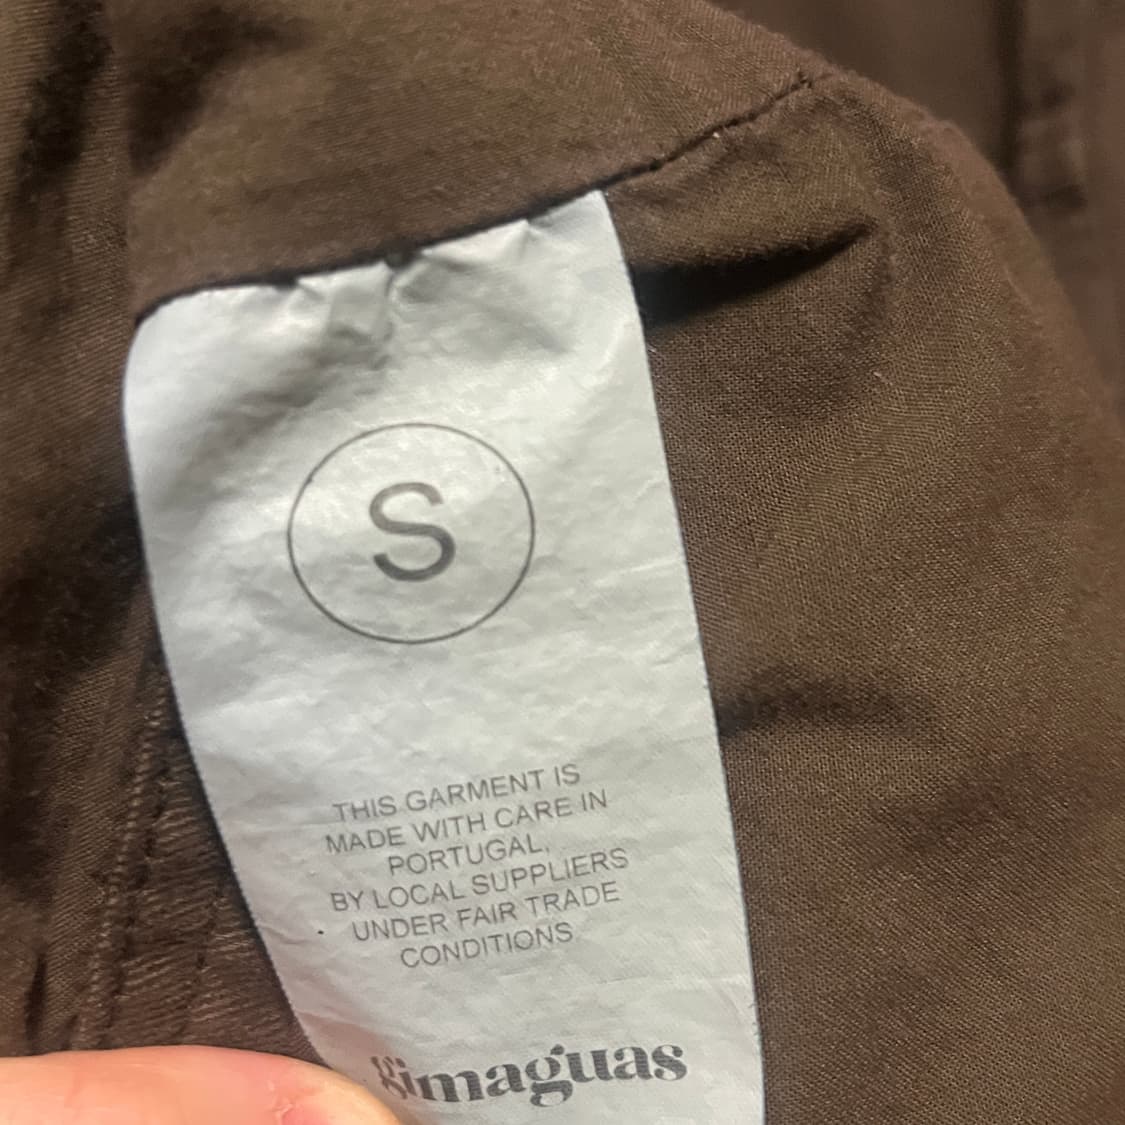 S
THIS GARMENT IS
MADE WITH CARE IN
PORTUGAL,
BY LOCAL SUPPLIERS
UNDER FAIR TRADE
CONDITIONS
gimaguas